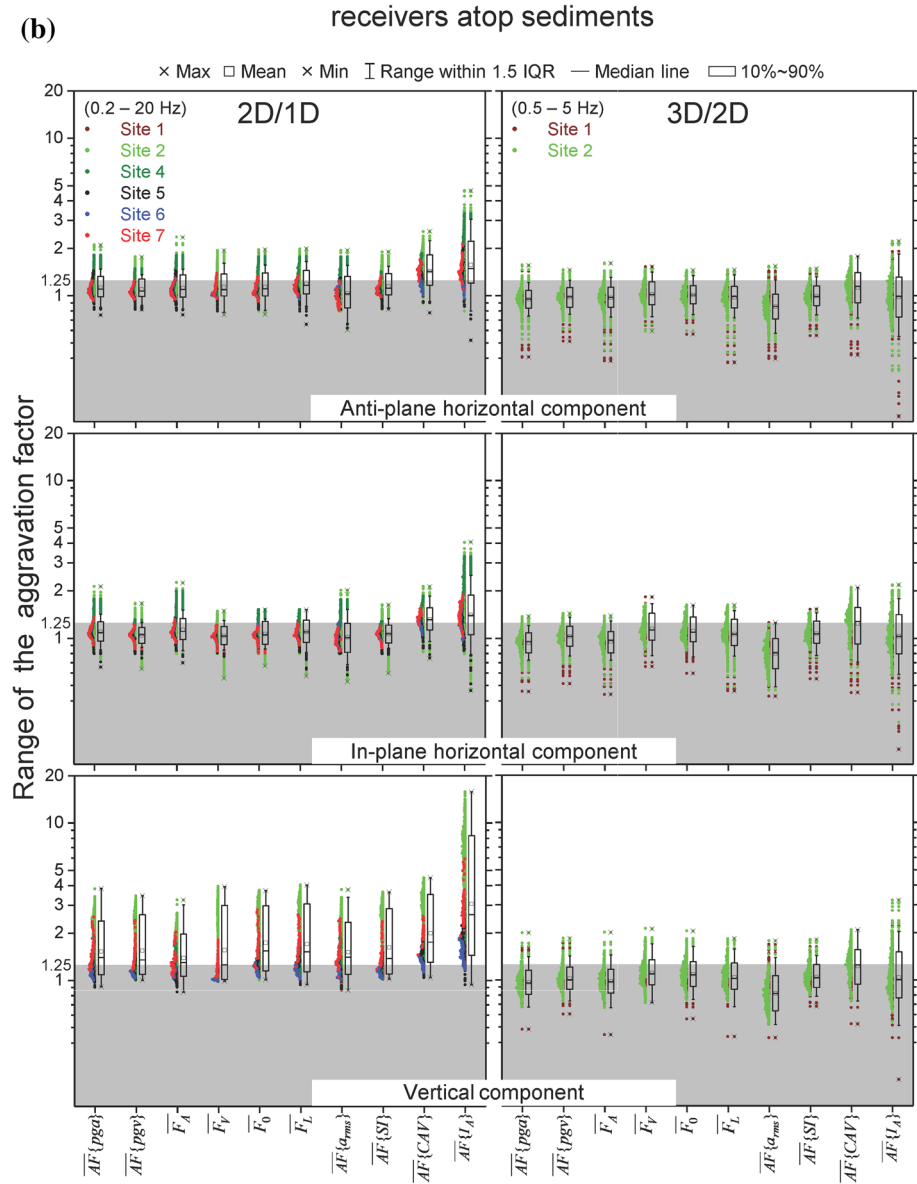 (b)
receivers atop sediments
× Max □ Mean × Min Range within 1.5 IQR — Median line 10%~90%
(0.2 – 20 Hz) 2D/1D
Site 1
Site 2
Site 4
Site 5
Site 6
Site 7
(0.5 – 5 Hz) 3D/2D
Site 1
Site 2
20
10
5
4
3
2
1.25
1
Anti-plane horizontal component
20
10
5
4
3
2
1.25
1
In-plane horizontal component
20
10
5
4
3
2
1.25
1
Vertical component
Range of the aggravation factor
AF{pga}
AF{pgv}
F_A
F_V
F_0
F_L
AF{a_rms}
AF{SI}
AF{CAV}
AF{I_A}
AF{pga}
AF{pgv}
F_A
F_V
F_0
F_L
AF{a_rms}
AF{SI}
AF{CAV}
AF{I_A}